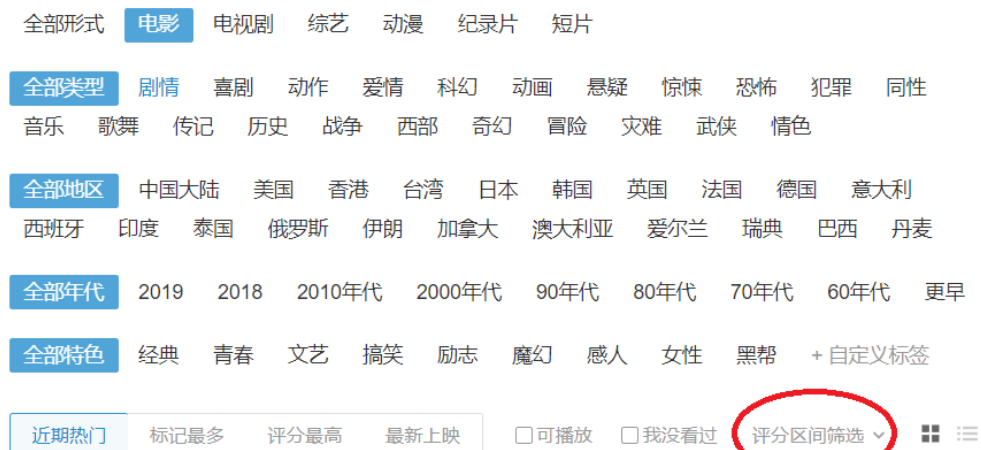 全部形式 电影 电视剧 综艺 动漫 纪录片 短片
全部类型 剧情 喜剧 动作 爱情 科幻 动画 悬疑 惊悚 恐怖 犯罪 同性
音乐 歌舞 传记 历史 战争 西部 奇幻 冒险 灾难 武侠 情色
全部地区 中国大陆 美国 香港 台湾 日本 韩国 英国 法国 德国 意大利
西班牙 印度 泰国 俄罗斯 伊朗 加拿大 澳大利亚 爱尔兰 瑞典 巴西 丹麦
全部年代 2019 2018 2010年代 2000年代 90年代 80年代 70年代 60年代 更早
全部特色 经典 青春 文艺 搞笑 励志 魔幻 感人 女性 黑帮 + 自定义标签
近期热门 标记最多 评分最高 最新上映 可播放 我没看过 评分区间筛选